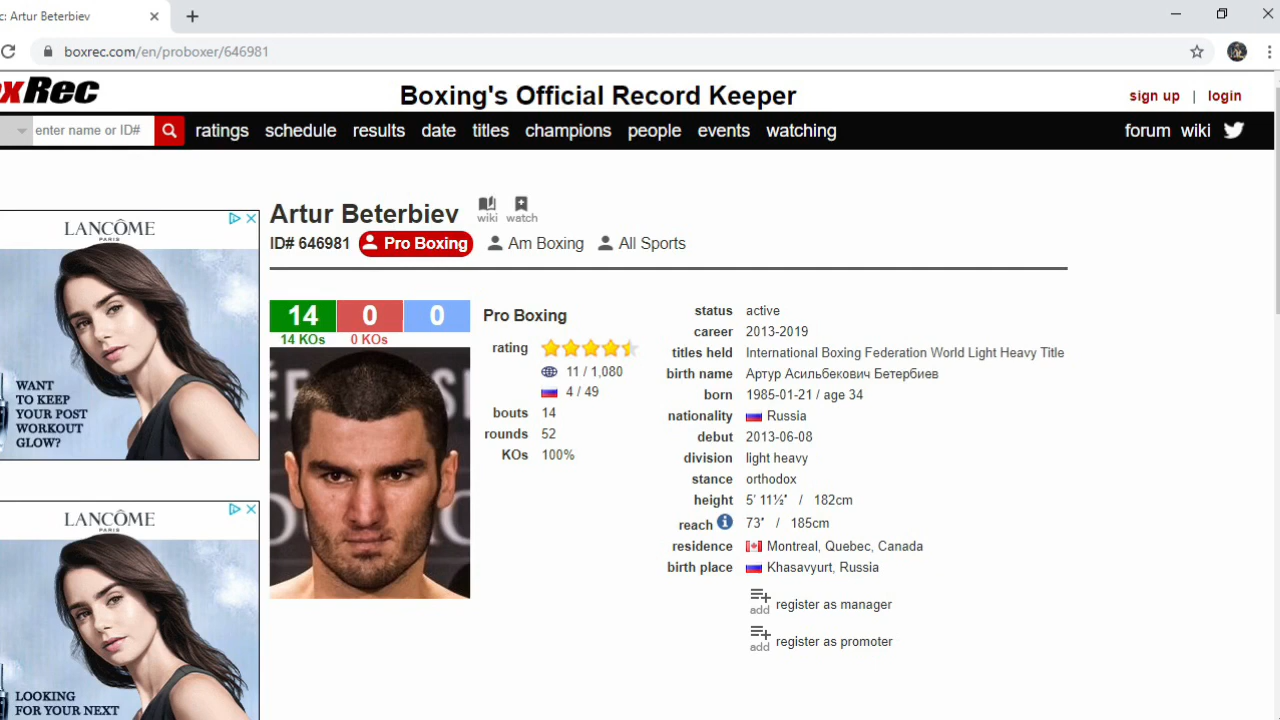 c: Artur Beterbiev
boxrec.com/en/proboxer/646981
oxRec
Boxing's Official Record Keeper
sign up | login
enter name or ID#
ratings schedule results date titles champions people events watching
forum wiki
Artur Beterbiev
wiki watch
ID# 646981 Pro Boxing Am Boxing All Sports
LANCÔME
PARIS
WANT
TO KEEP
YOUR POST
WORKOUT
GLOW?
LANCÔME
PARIS
LOOKING
FOR YOUR NEXT
14 0 0
14 KOs 0 KOs
Pro Boxing
rating
11 / 1,080
4 / 49
bouts 14
rounds 52
KOs 100%
status active
career 2013-2019
titles held International Boxing Federation World Light Heavy Title
birth name Артур Асильбекович Бетербиев
born 1985-01-21 / age 34
nationality Russia
debut 2013-06-08
division light heavy
stance orthodox
height 5′ 11½″ / 182cm
reach 73″ / 185cm
residence Montreal, Quebec, Canada
birth place Khasavyurt, Russia
add register as manager
add register as promoter